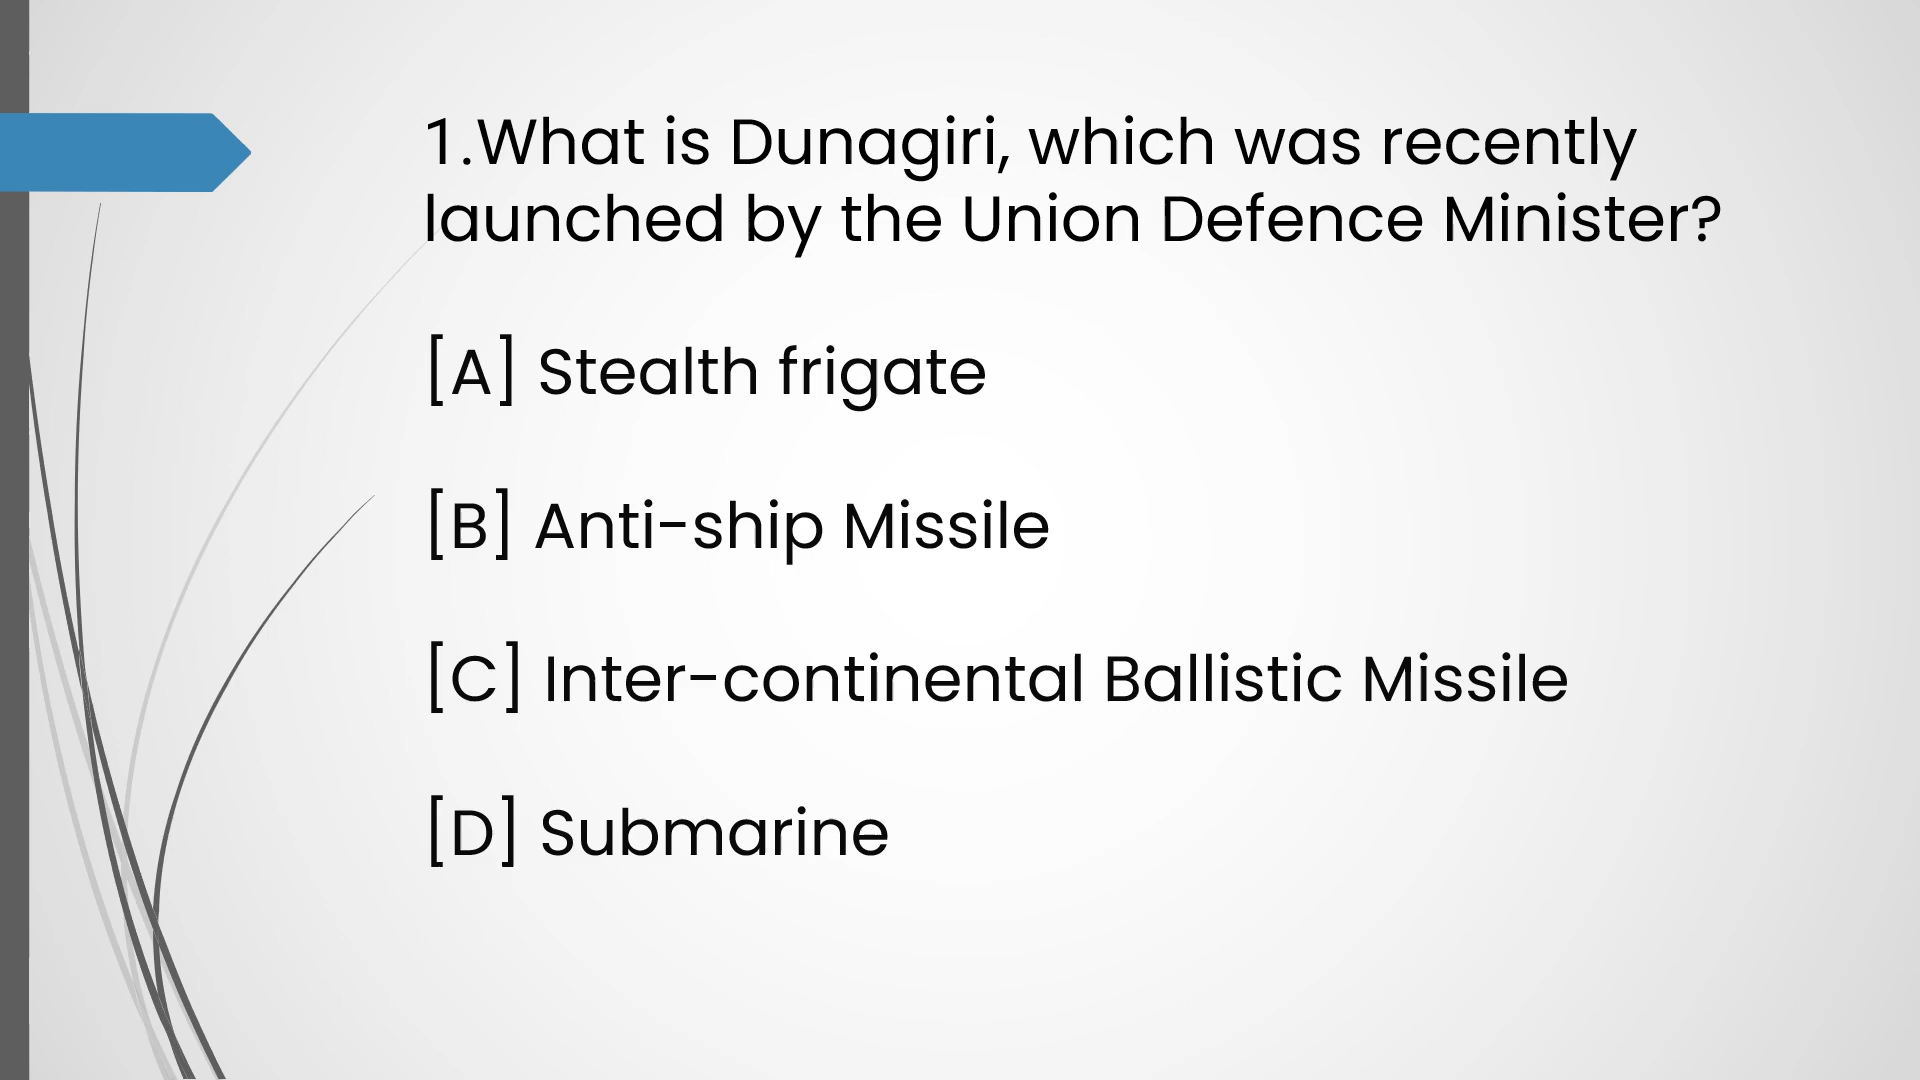 1.What is Dunagiri, which was recently
launched by the Union Defence Minister?
[A] Stealth frigate
[B] Anti-ship Missile
[C] Inter-continental Ballistic Missile
[D] Submarine